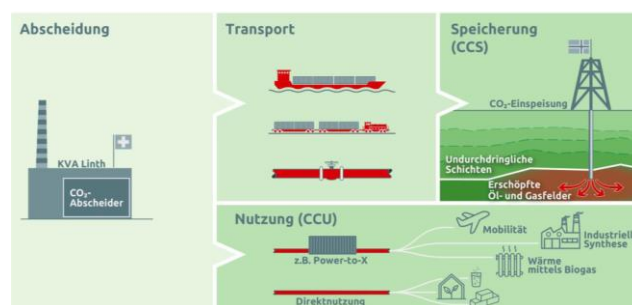 Abscheidung
KVA Linth
CO₂-
Abscheider
Transport
Speicherung
(CCS)
CO₂-Einspeisung
Undurchdringliche
Schichten
Erschöpfte
Öl- und Gasfelder
Nutzung (CCU)
z.B. Power-to-X
Direktnutzung
Mobilität
Industriell
Synthese
Wärme
mittels Biogas